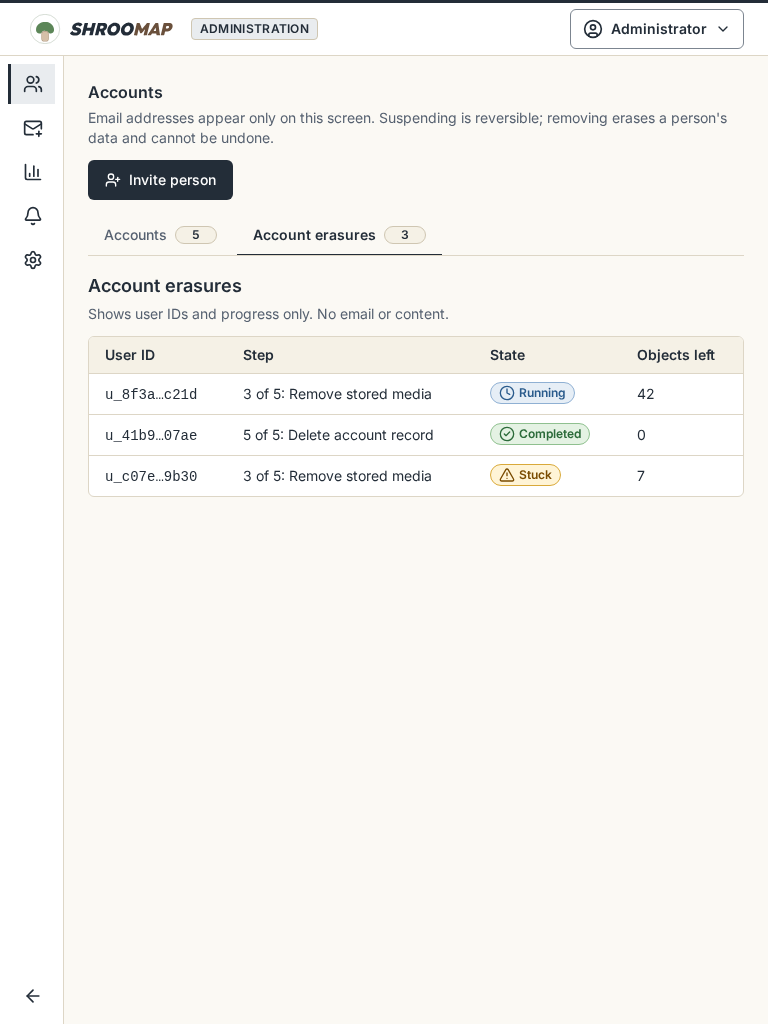 SHROOMAP
ADMINISTRATION
Administrator
Accounts
Email addresses appear only on this screen. Suspending is reversible; removing erases a person's
data and cannot be undone.
Invite person
Accounts 5
Account erasures 3
Account erasures
Shows user IDs and progress only. No email or content.
User ID Step State Objects left
u_8f3a…c21d 3 of 5: Remove stored media Running 42
u_41b9…07ae 5 of 5: Delete account record Completed 0
u_c07e…9b30 3 of 5: Remove stored media Stuck 7